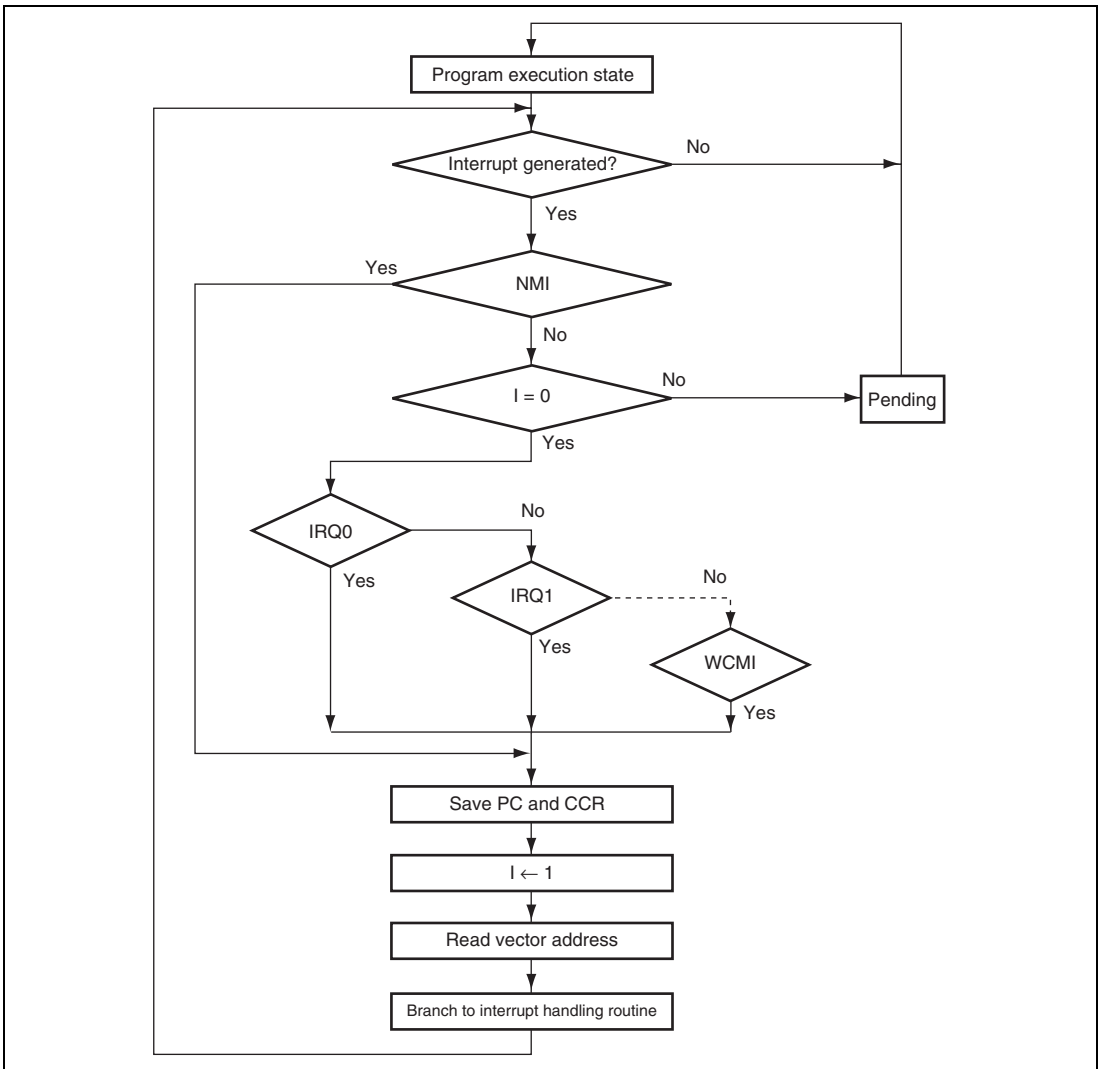 Program execution state
Interrupt generated?
No
Yes
NMI
Yes
No
I = 0
No
Pending
Yes
IRQ0
No
Yes
IRQ1
No
Yes
WCMI
Yes
Save PC and CCR
I ← 1
Read vector address
Branch to interrupt handling routine